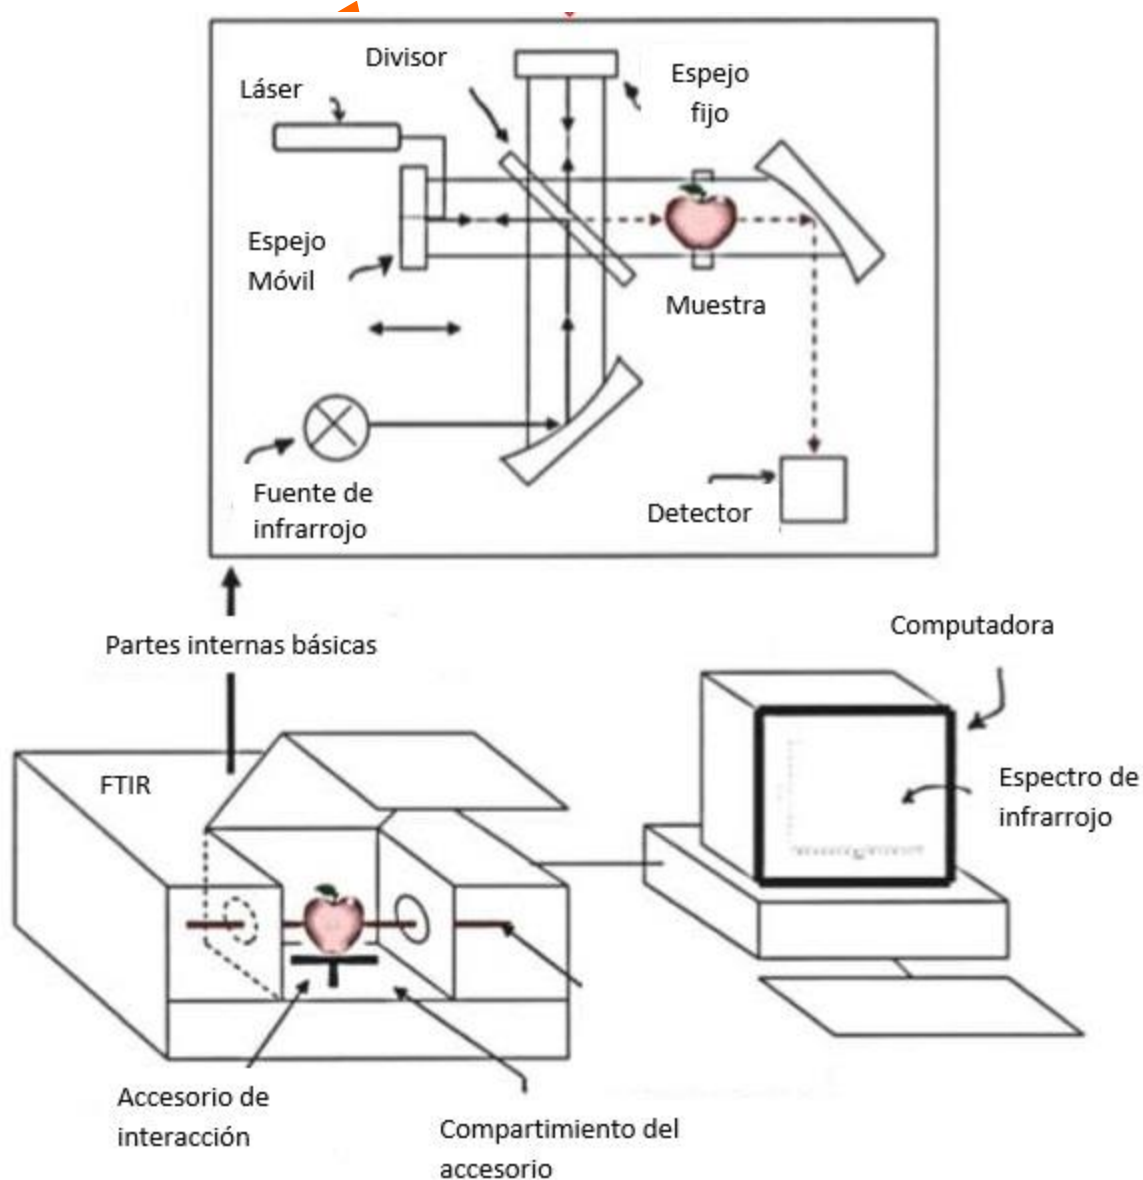 Divisor
Láser
Espejo
fijo
Espejo
Móvil
Muestra
Fuente de
infrarrojo
Detector
Partes internas básicas
Computadora
FTIR
Espectro de
infrarrojo
Accesorio de
interacción
Compartimiento del
accesorio